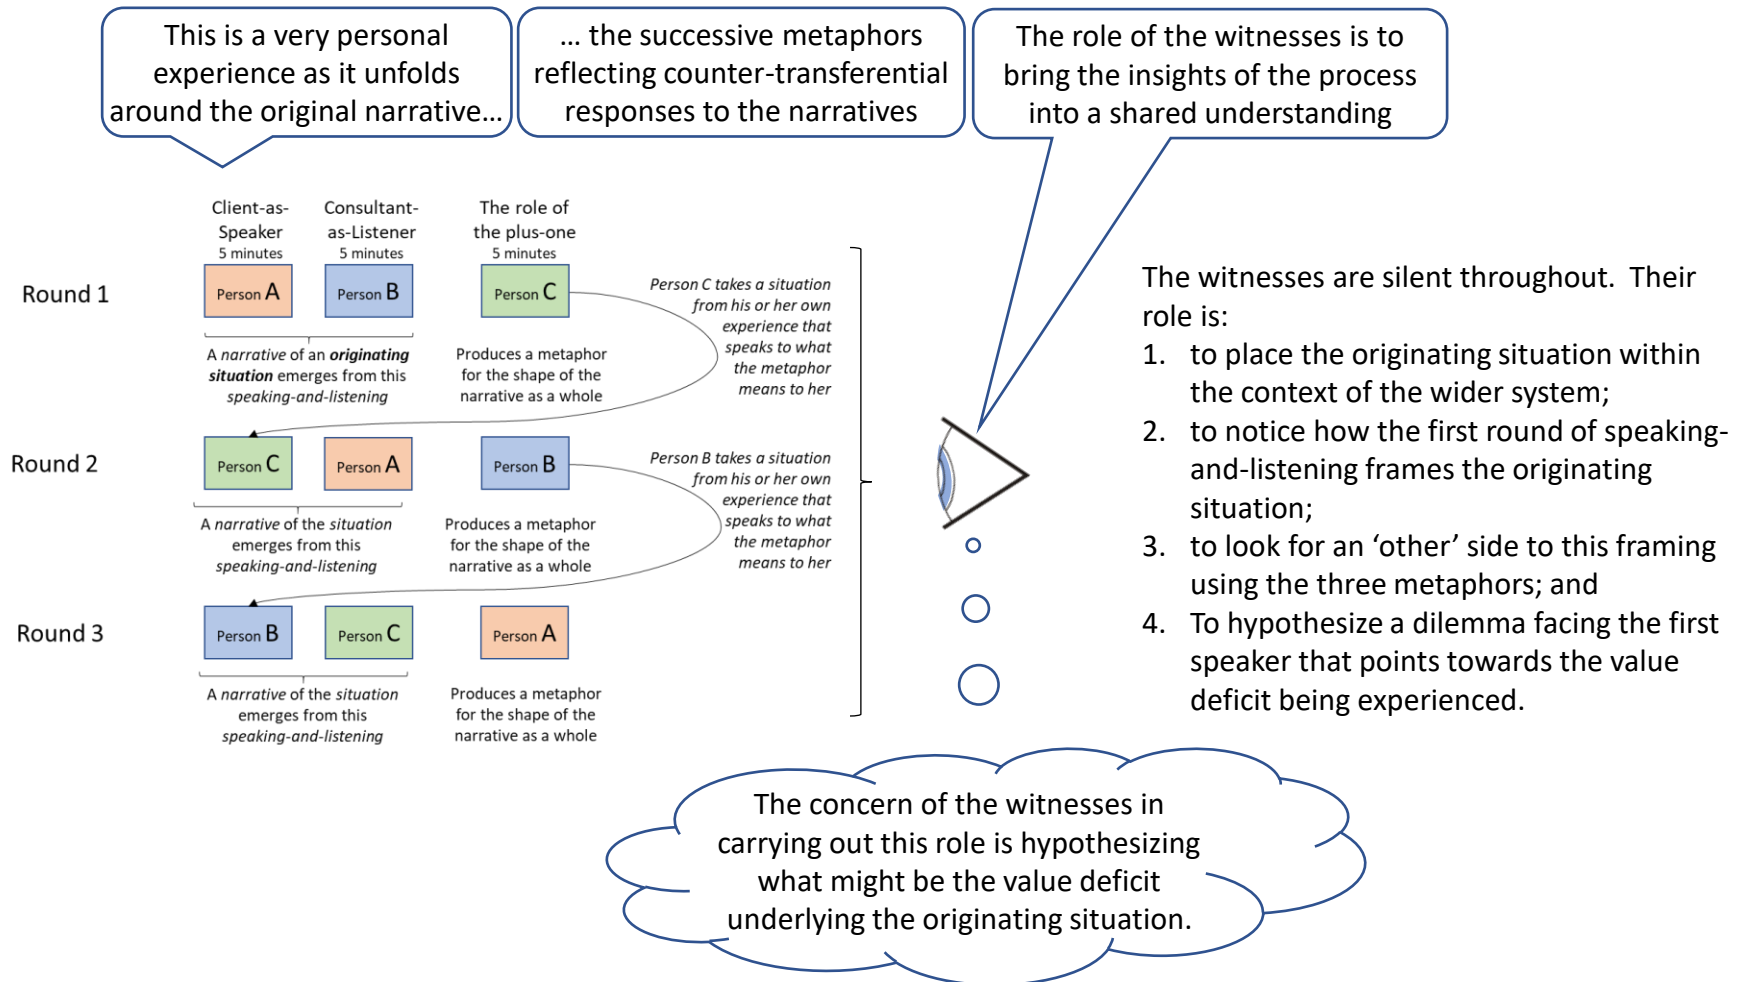 This is a very personal
experience as it unfolds
around the original narrative…
… the successive metaphors
reflecting counter-transferential
responses to the narratives
The role of the witnesses is to
bring the insights of the process
into a shared understanding
Client-as-
Speaker
5 minutes
Consultant-
as-Listener
5 minutes
The role of
the plus-one
5 minutes
Round 1
Person A
Person B
Person C
Person C takes a situation
from his or her own
experience that
speaks to what
the metaphor
means to her
A narrative of an originating
situation emerges from this
speaking-and-listening
Produces a metaphor
for the shape of the
narrative as a whole
Round 2
Person C
Person A
Person B
Person B takes a situation
from his or her own
experience that
speaks to what
the metaphor
means to her
A narrative of the situation
emerges from this
speaking-and-listening
Produces a metaphor
for the shape of the
narrative as a whole
Round 3
Person B
Person C
Person A
A narrative of the situation
emerges from this
speaking-and-listening
Produces a metaphor
for the shape of the
narrative as a whole
The witnesses are silent throughout.  Their
role is:
1. to place the originating situation within
the context of the wider system;
2. to notice how the first round of speaking-
and-listening frames the originating
situation;
3. to look for an ‘other’ side to this framing
using the three metaphors; and
4. To hypothesize a dilemma facing the first
speaker that points towards the value
deficit being experienced.
The concern of the witnesses in
carrying out this role is hypothesizing
what might be the value deficit
underlying the originating situation.